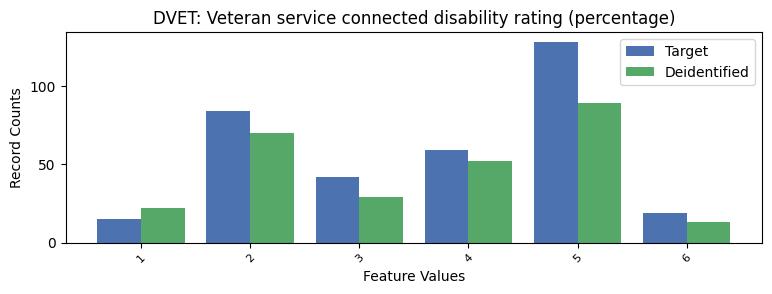 DVET: Veteran service connected disability rating (percentage)
Target
Deidentified
Record Counts
100
50
0
1 2 3 4 5 6
Feature Values